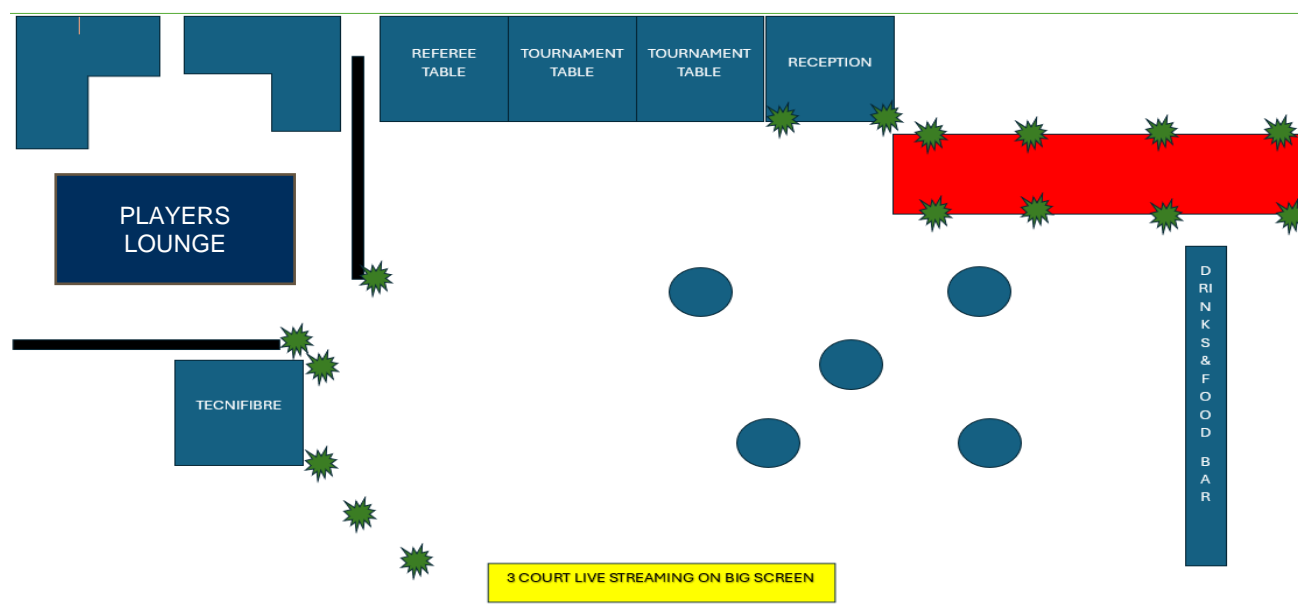 REFEREE
TABLE
TOURNAMENT
TABLE
TOURNAMENT
TABLE
RECEPTION
PLAYERS
LOUNGE
TECNIFIBRE
D
RI
N
K
S
&
F
O
O
D
B
A
R
3 COURT LIVE STREAMING ON BIG SCREEN